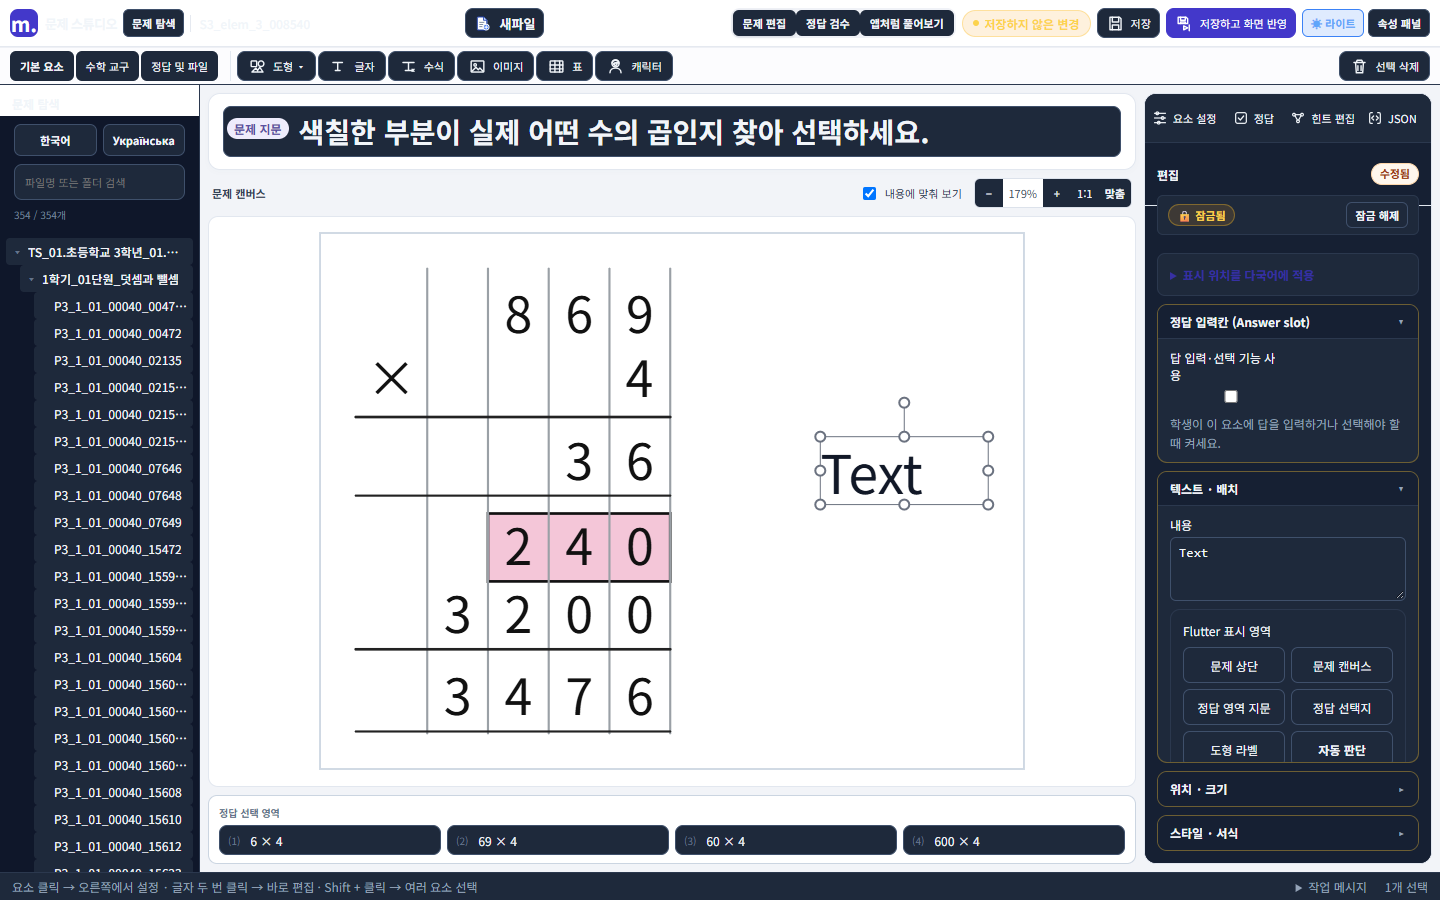 m. 문제 스튜디오 문제 탐색 S3_elem_3_008540 새파일 문제 편집 정답 검수 앱처럼 풀어보기 저장하지 않은 변경 저장 저장하고 화면 반영 라이트 속성 패널
기본 요소 수학 교구 정답 및 파일 도형 글자 수식 이미지 표 캐릭터 선택 삭제
문제 탐색
한국어 Українська
파일명 또는 폴더 검색
354 / 354개
TS_01.초등학교 3학년_01.…
1학기_01단원_덧셈과 뺄셈
P3_1_01_00040_0047…
P3_1_01_00040_00472
P3_1_01_00040_02135
P3_1_01_00040_0215…
P3_1_01_00040_0215…
P3_1_01_00040_0215…
P3_1_01_00040_07646
P3_1_01_00040_07648
P3_1_01_00040_07649
P3_1_01_00040_15472
P3_1_01_00040_1559…
P3_1_01_00040_1559…
P3_1_01_00040_1559…
P3_1_01_00040_15604
P3_1_01_00040_1560…
P3_1_01_00040_1560…
P3_1_01_00040_1560…
P3_1_01_00040_1560…
P3_1_01_00040_15608
P3_1_01_00040_15610
P3_1_01_00040_15612
문제 지문 색칠한 부분이 실제 어떤 수의 곱인지 찾아 선택하세요.
문제 캔버스 내용에 맞춰 보기 − 179% + 1:1 맞춤
8 6 9
× 4
3 6
2 4 0
3 2 0 0
3 4 7 6
Text
정답 선택 영역
(1) 6 × 4 (2) 69 × 4 (3) 60 × 4 (4) 600 × 4
요소 설정 정답 힌트 편집 JSON
편집 수정됨
잠금됨 잠금 해제
▶ 표시 위치를 다국어에 적용
정답 입력칸 (Answer slot)
답 입력·선택 기능 사
용
학생이 이 요소에 답을 입력하거나 선택해야 할
때 켜세요.
텍스트 · 배치
내용
Text
Flutter 표시 영역
문제 상단 문제 캔버스
정답 영역 지문 정답 선택지
도형 라벨 자동 판단
위치 · 크기
스타일 · 서식
요소 클릭 → 오른쪽에서 설정 · 글자 두 번 클릭 → 바로 편집 · Shift + 클릭 → 여러 요소 선택 ▶ 작업 메시지 1개 선택